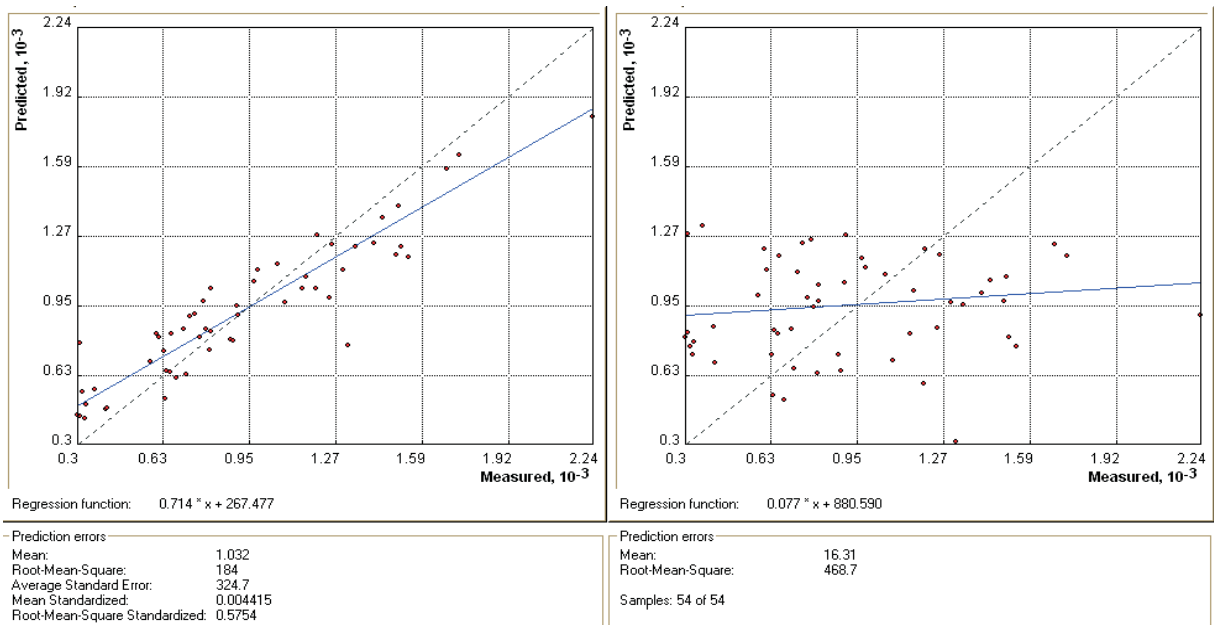 Predicted, 10-3
2.24
1.92
1.59
1.27
0.95
0.63
0.3
0.3 0.63 0.95 1.27 1.59 1.92 2.24
Measured, 10-3
Regression function: 0.714 * x + 267.477
Prediction errors
Mean: 1.032
Root-Mean-Square: 184
Average Standard Error: 324.7
Mean Standardized: 0.004415
Root-Mean-Square Standardized: 0.5754
Predicted, 10-3
2.24
1.92
1.59
1.27
0.95
0.63
0.3
0.3 0.63 0.95 1.27 1.59 1.92 2.24
Measured, 10-3
Regression function: 0.077 * x + 880.590
Prediction errors
Mean: 16.31
Root-Mean-Square: 468.7
Samples: 54 of 54